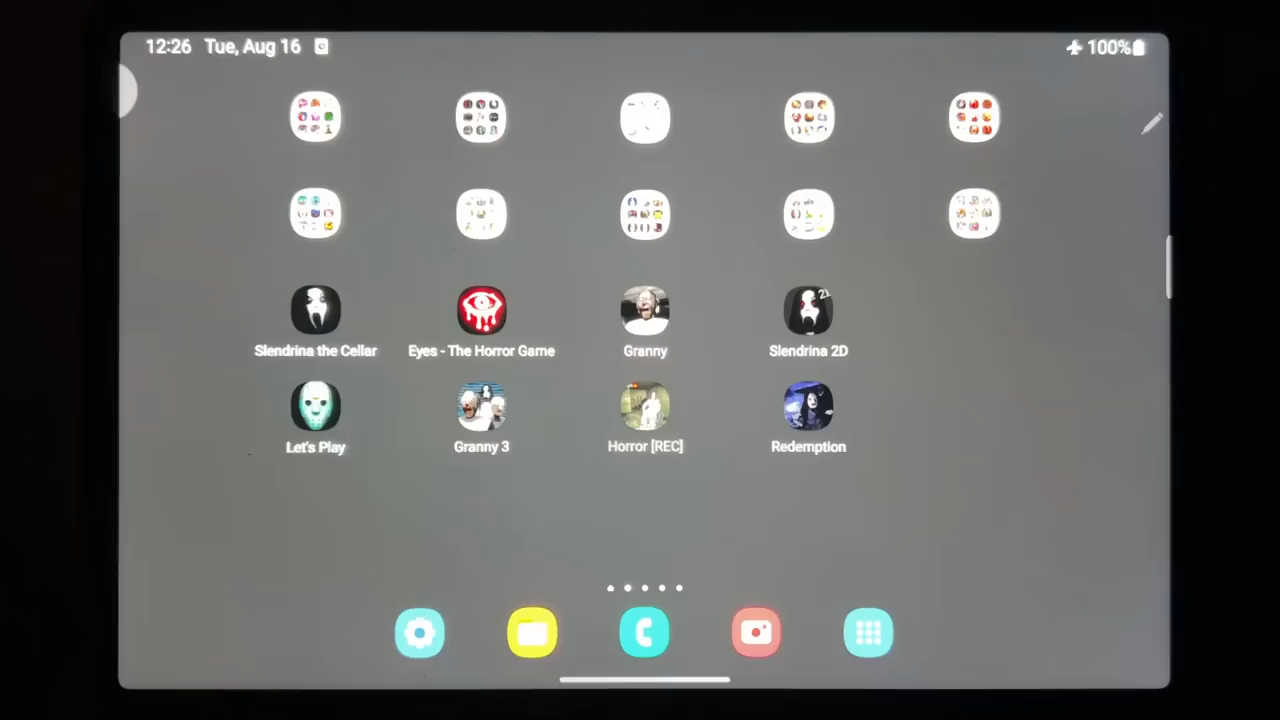 12:26 Tue, Aug 16 100%
Slendrina the Cellar Eyes - The Horror Game Granny Slendrina 2D
Let's Play Granny 3 Horror [REC] Redemption